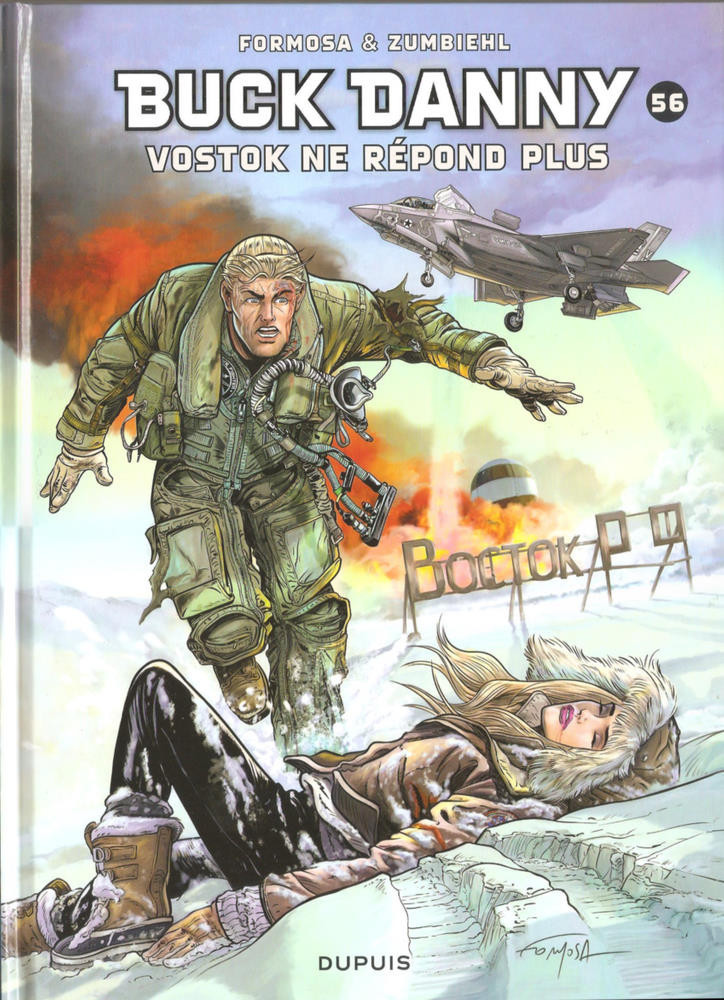 FORMOSA & ZUMBIEHL
BUCK DANNY
56
VOSTOK NE RÉPOND PLUS
ВОСТОК
FORMOSA
DUPUIS